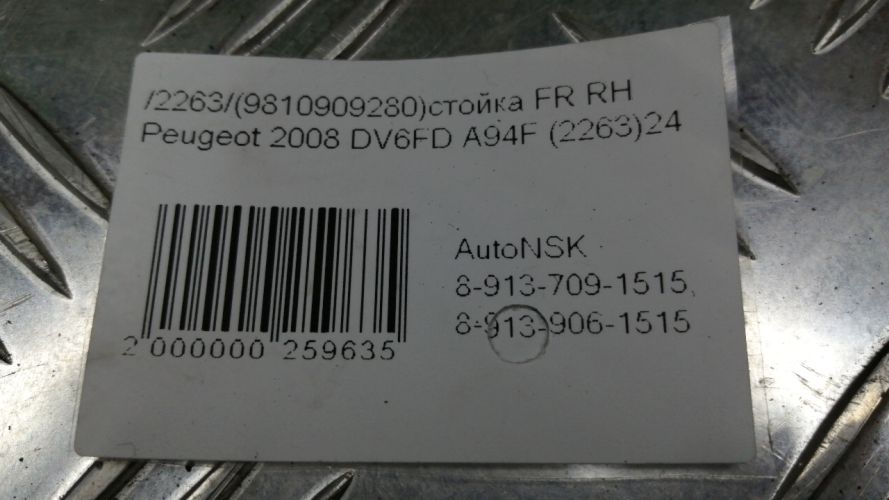 /2263/(9810909280)стойка FR RH
Peugeot 2008 DV6FD A94F (2263)24
AutoNSK
8-913-709-1515,
8-913-906-1515
2 000000 259635